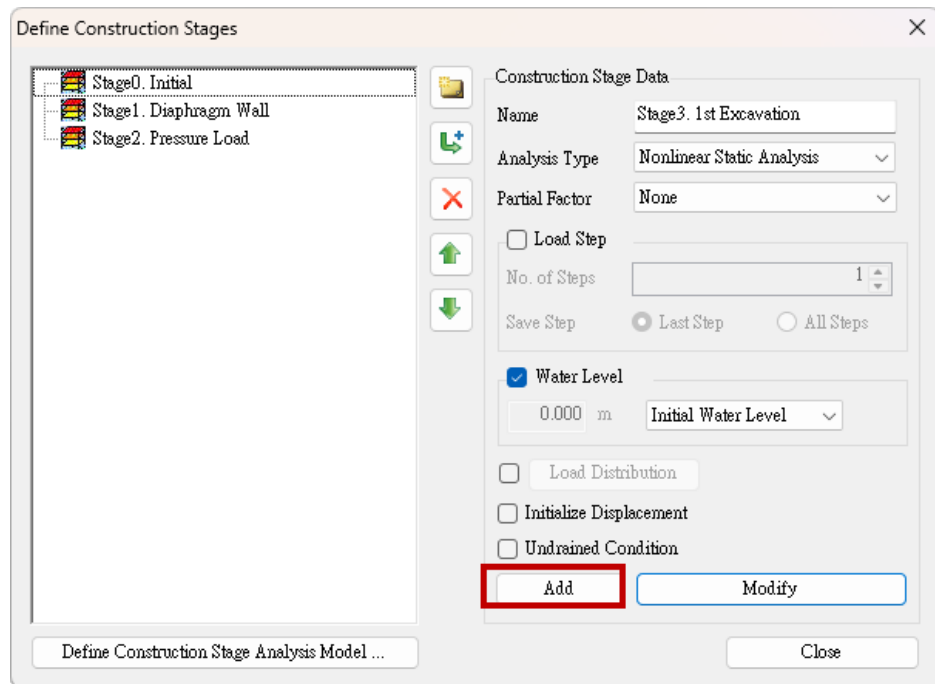 Define Construction Stages
Stage0. Initial
Stage1. Diaphragm Wall
Stage2. Pressure Load
Construction Stage Data
Name Stage3. 1st Excavation
Analysis Type Nonlinear Static Analysis
Partial Factor None
Load Step
No. of Steps 1
Save Step Last Step All Steps
Water Level
0.000 m Initial Water Level
Load Distribution
Initialize Displacement
Undrained Condition
Add Modify
Define Construction Stage Analysis Model ... Close